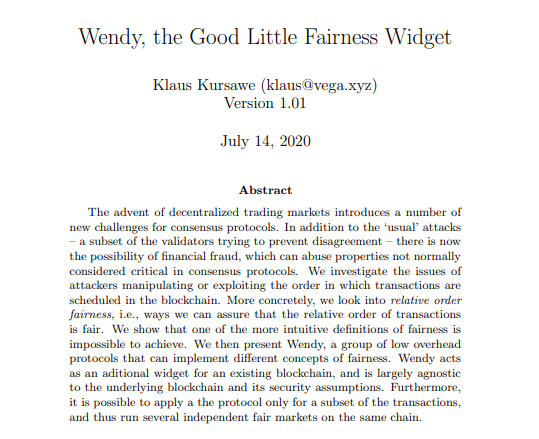 Wendy, the Good Little Fairness Widget
Klaus Kursawe (klaus@vega.xyz)
Version 1.01
July 14, 2020
Abstract
The advent of decentralized trading markets introduces a number of
new challenges for consensus protocols. In addition to the ‘usual’ attacks
– a subset of the validators trying to prevent disagreement – there is now
the possibility of financial fraud, which can abuse properties not normally
considered critical in consensus protocols. We investigate the issues of
attackers manipulating or exploiting the order in which transactions are
scheduled in the blockchain. More concretely, we look into relative order
fairness, i.e., ways we can assure that the relative order of transactions
is fair. We show that one of the more intuitive definitions of fairness is
impossible to achieve. We then present Wendy, a group of low overhead
protocols that can implement different concepts of fairness. Wendy acts
as an aditional widget for an existing blockchain, and is largely agnostic
to the underlying blockchain and its security assumptions. Furthermore,
it is possible to apply a the protocol only for a subset of the transactions,
and thus run several independent fair markets on the same chain.